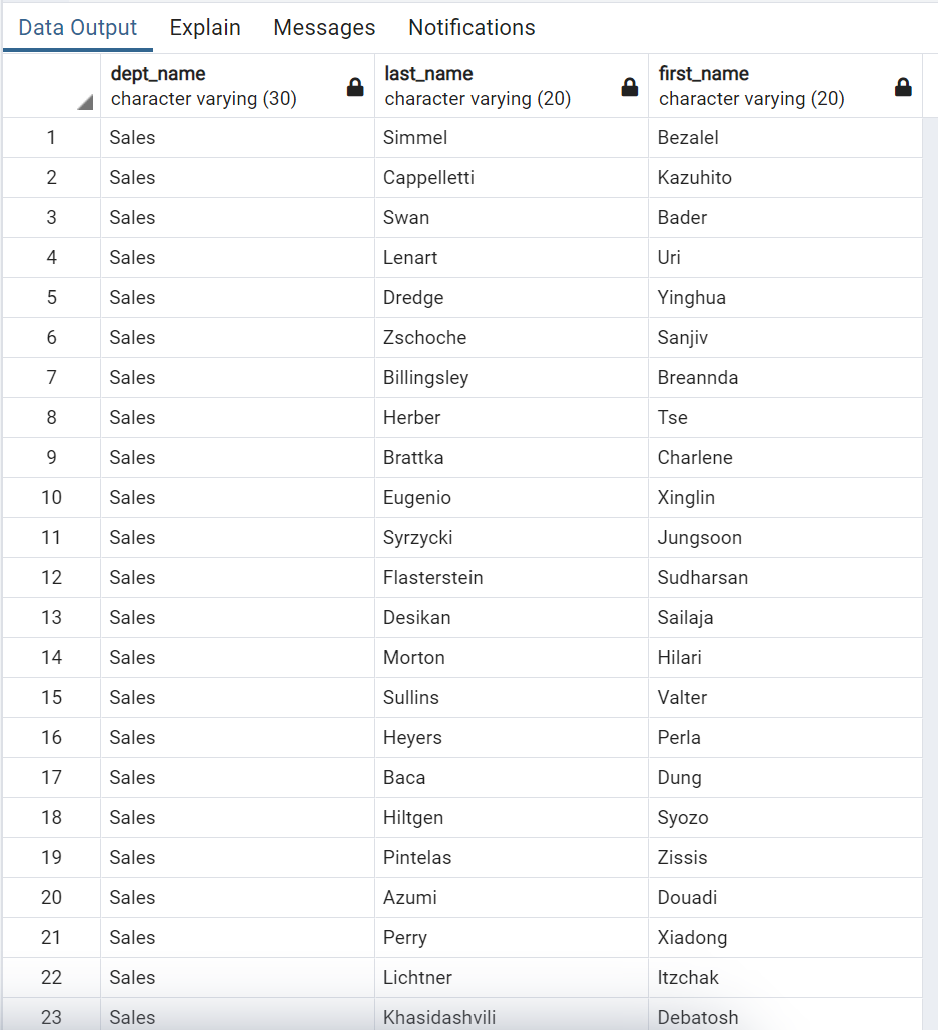 Data Output Explain Messages Notifications
dept_name last_name first_name
character varying (30) character varying (20) character varying (20)
1 Sales Simmel Bezalel
2 Sales Cappelletti Kazuhito
3 Sales Swan Bader
4 Sales Lenart Uri
5 Sales Dredge Yinghua
6 Sales Zschoche Sanjiv
7 Sales Billingsley Breannda
8 Sales Herber Tse
9 Sales Brattka Charlene
10 Sales Eugenio Xinglin
11 Sales Syrzycki Jungsoon
12 Sales Flasterstein Sudharsan
13 Sales Desikan Sailaja
14 Sales Morton Hilari
15 Sales Sullins Valter
16 Sales Heyers Perla
17 Sales Baca Dung
18 Sales Hiltgen Syozo
19 Sales Pintelas Zissis
20 Sales Azumi Douadi
21 Sales Perry Xiadong
22 Sales Lichtner Itzchak
23 Sales Khasidashvili Debatosh